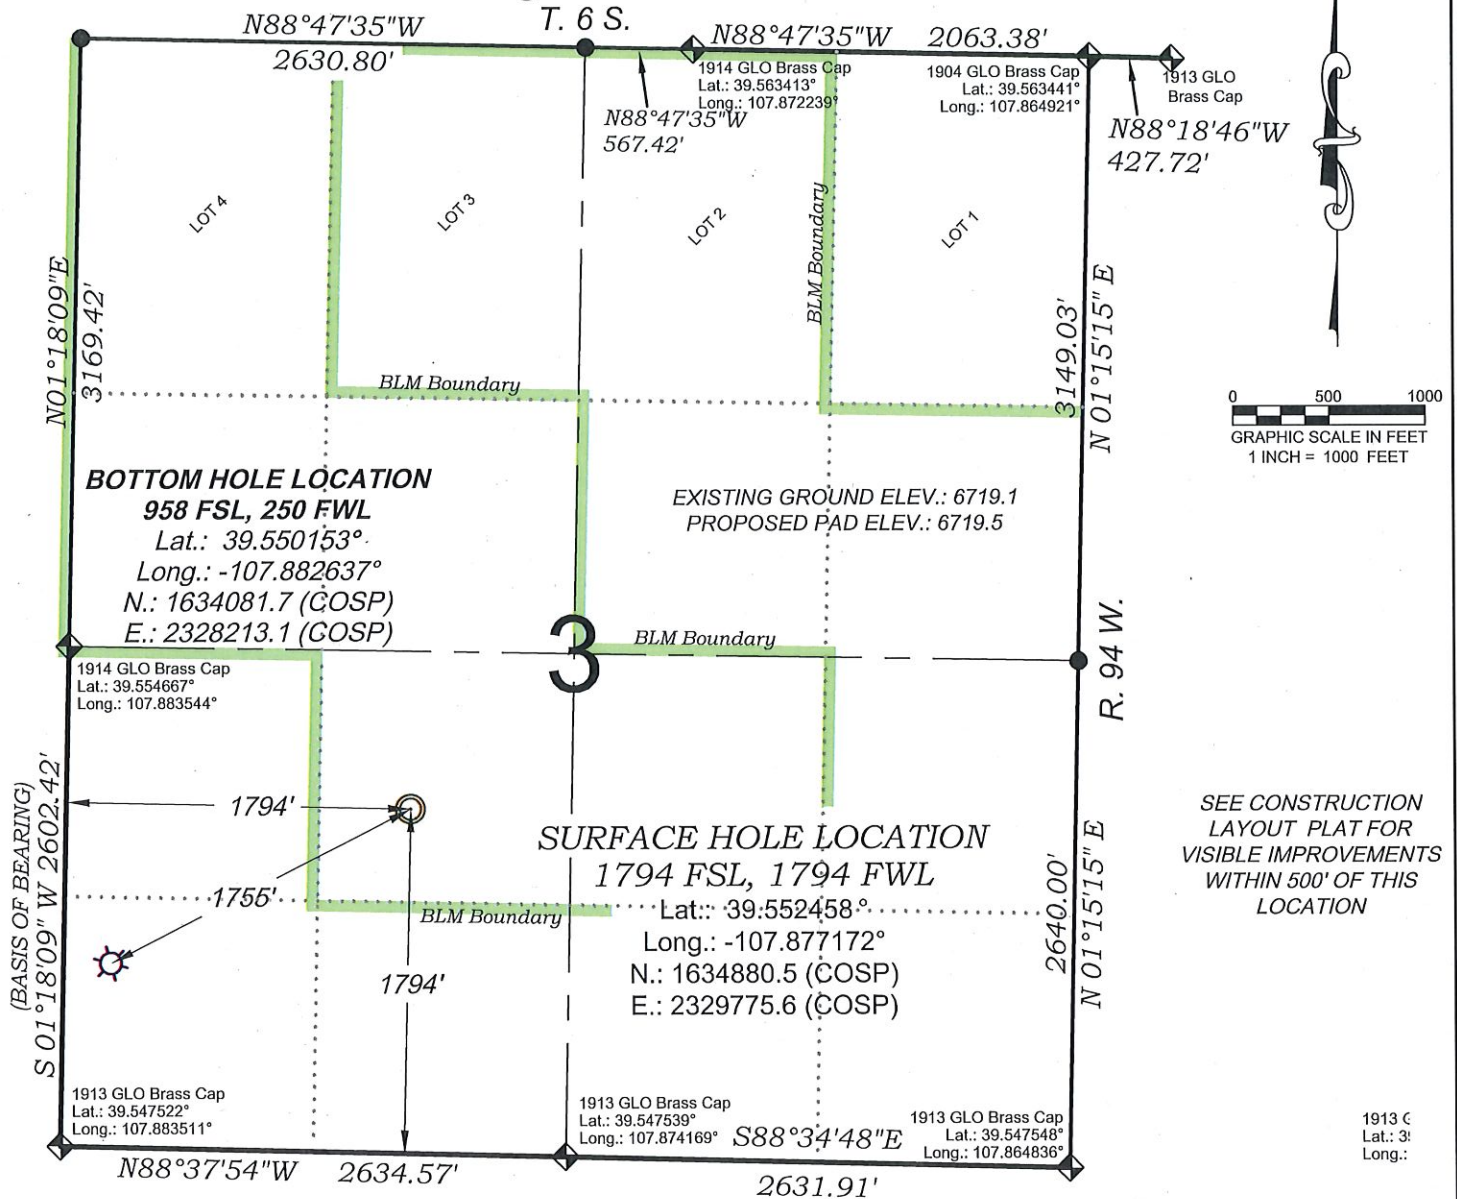 T. 6 S.
N88°47'35"W
2630.80'
N88°47'35"W 2063.38'
1914 GLO Brass Cap
Lat.: 39.563413°
Long.: 107.872239°
1904 GLO Brass Cap
Lat.: 39.563441°
Long.: 107.864921°
1913 GLO
Brass Cap
N88°47'35"W
567.42'
N88°18'46"W
427.72'
LOT 4
LOT 3
LOT 2
LOT 1
BLM Boundary
N01°18'09"E
3169.42'
3149.03'
N 01°15'15" E
BLM Boundary
0 500 1000
GRAPHIC SCALE IN FEET
1 INCH = 1000 FEET
BOTTOM HOLE LOCATION
958 FSL, 250 FWL
Lat.: 39.550153°
Long.: -107.882637°
N.: 1634081.7 (COSP)
E.: 2328213.1 (COSP)
EXISTING GROUND ELEV.: 6719.1
PROPOSED PAD ELEV.: 6719.5
3
BLM Boundary
R. 94 W.
1914 GLO Brass Cap
Lat.: 39.554667°
Long.: 107.883544°
(BASIS OF BEARING)
S 01°18'09" W 2602.42'
1794'
1755'
1794'
BLM Boundary
SURFACE HOLE LOCATION
1794 FSL, 1794 FWL
Lat.: 39.552458°
Long.: -107.877172°
N.: 1634880.5 (COSP)
E.: 2329775.6 (COSP)
2640.00'
N 01°15'15" E
SEE CONSTRUCTION
LAYOUT PLAT FOR
VISIBLE IMPROVEMENTS
WITHIN 500' OF THIS
LOCATION
1913 GLO Brass Cap
Lat.: 39.547522°
Long.: 107.883511°
1913 GLO Brass Cap
Lat.: 39.547539°
Long.: 107.874169°
S88°34'48"E
1913 GLO Brass Cap
Lat.: 39.547548°
Long.: 107.864836°
1913
Lat.:
Long.:
N88°37'54"W 2634.57'
2631.91'